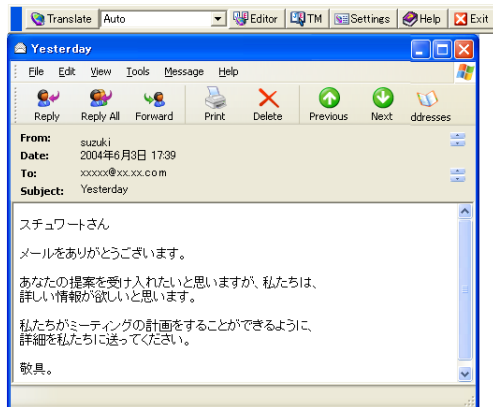 Translate Auto Editor TM Settings Help Exit
Yesterday
File Edit View Tools Message Help
Reply Reply All Forward Print Delete Previous Next ddresses
From: suzuki
Date: 2004年6月3日 17:39
To: xxxxx@xx.xx.com
Subject: Yesterday
スチュワートさん
メールをありがとうございます。
あなたの提案を受け入れたいと思いますが、私たちは、
詳しい情報が欲しいと思います。
私たちがミーティングの計画をすることができるように、
詳細を私たちに送ってください。
敬具。